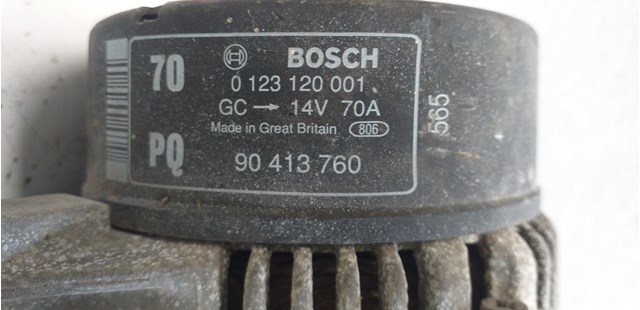 70
BOSCH
0 123 120 001
GC → 14V 70A
Made in Great Britain 806
PQ
90 413 760
565